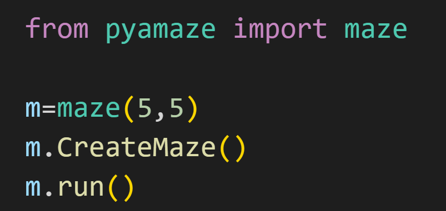 from pyamaze import maze
m=maze(5,5)
m.CreateMaze()
m.run()